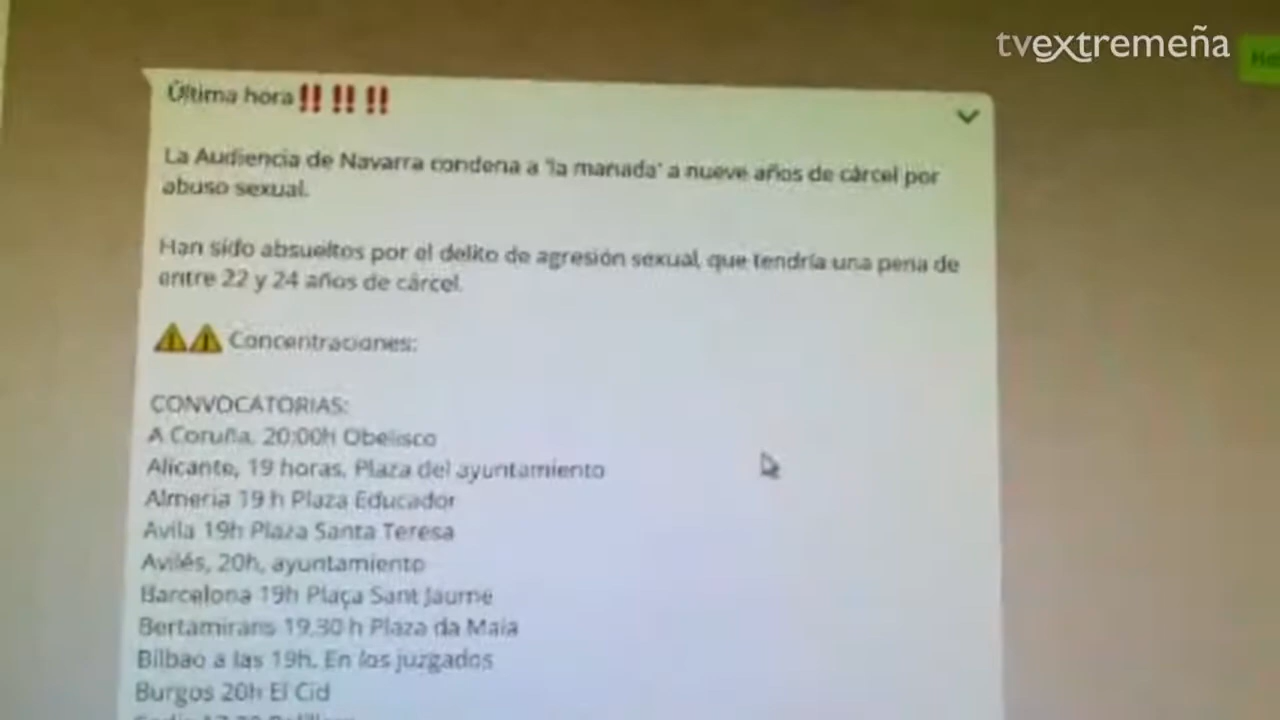 tvextremeña
Última hora‼️ ‼️ ‼️
La Audiencia de Navarra condena a 'la manada' a nueve años de cárcel por
abuso sexual.
Han sido absueltos por el delito de agresión sexual, que tendría una pena de
entre 22 y 24 años de cárcel.
⚠️⚠️ Concentraciones:
CONVOCATORIAS:
A Coruña, 20:00h Obelisco
Alicante, 19 horas, Plaza del ayuntamiento
Almería 19 h Plaza Educador
Avila 19h Plaza Santa Teresa
Avilés, 20h, ayuntamiento
Barcelona 19h Plaça Sant Jaume
Bertamirans 19.30 h Plaza da Maia
Bilbao a las 19h. En los juzgados
Burgos 20h El Cid